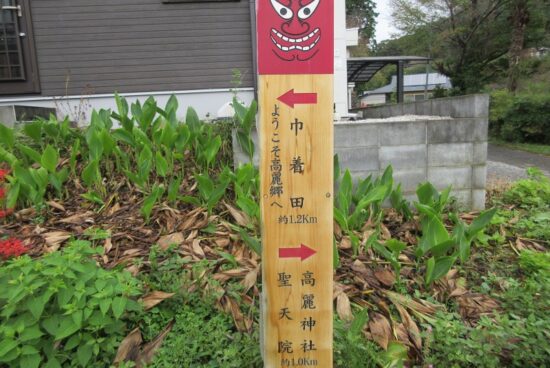 巾着田
ようこそ高麗郷へ
約1.2Km
高麗神社
聖天院
約1.0Km